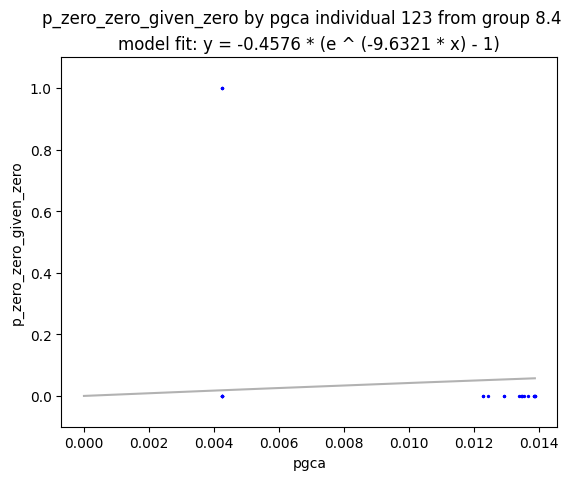 p_zero_zero_given_zero by pgca individual 123 from group 8.4
model fit: y = -0.4576 * (e ^ (-9.6321 * x) - 1)
p_zero_zero_given_zero
1.0
0.8
0.6
0.4
0.2
0.0
0.000 0.002 0.004 0.006 0.008 0.010 0.012 0.014
pgca